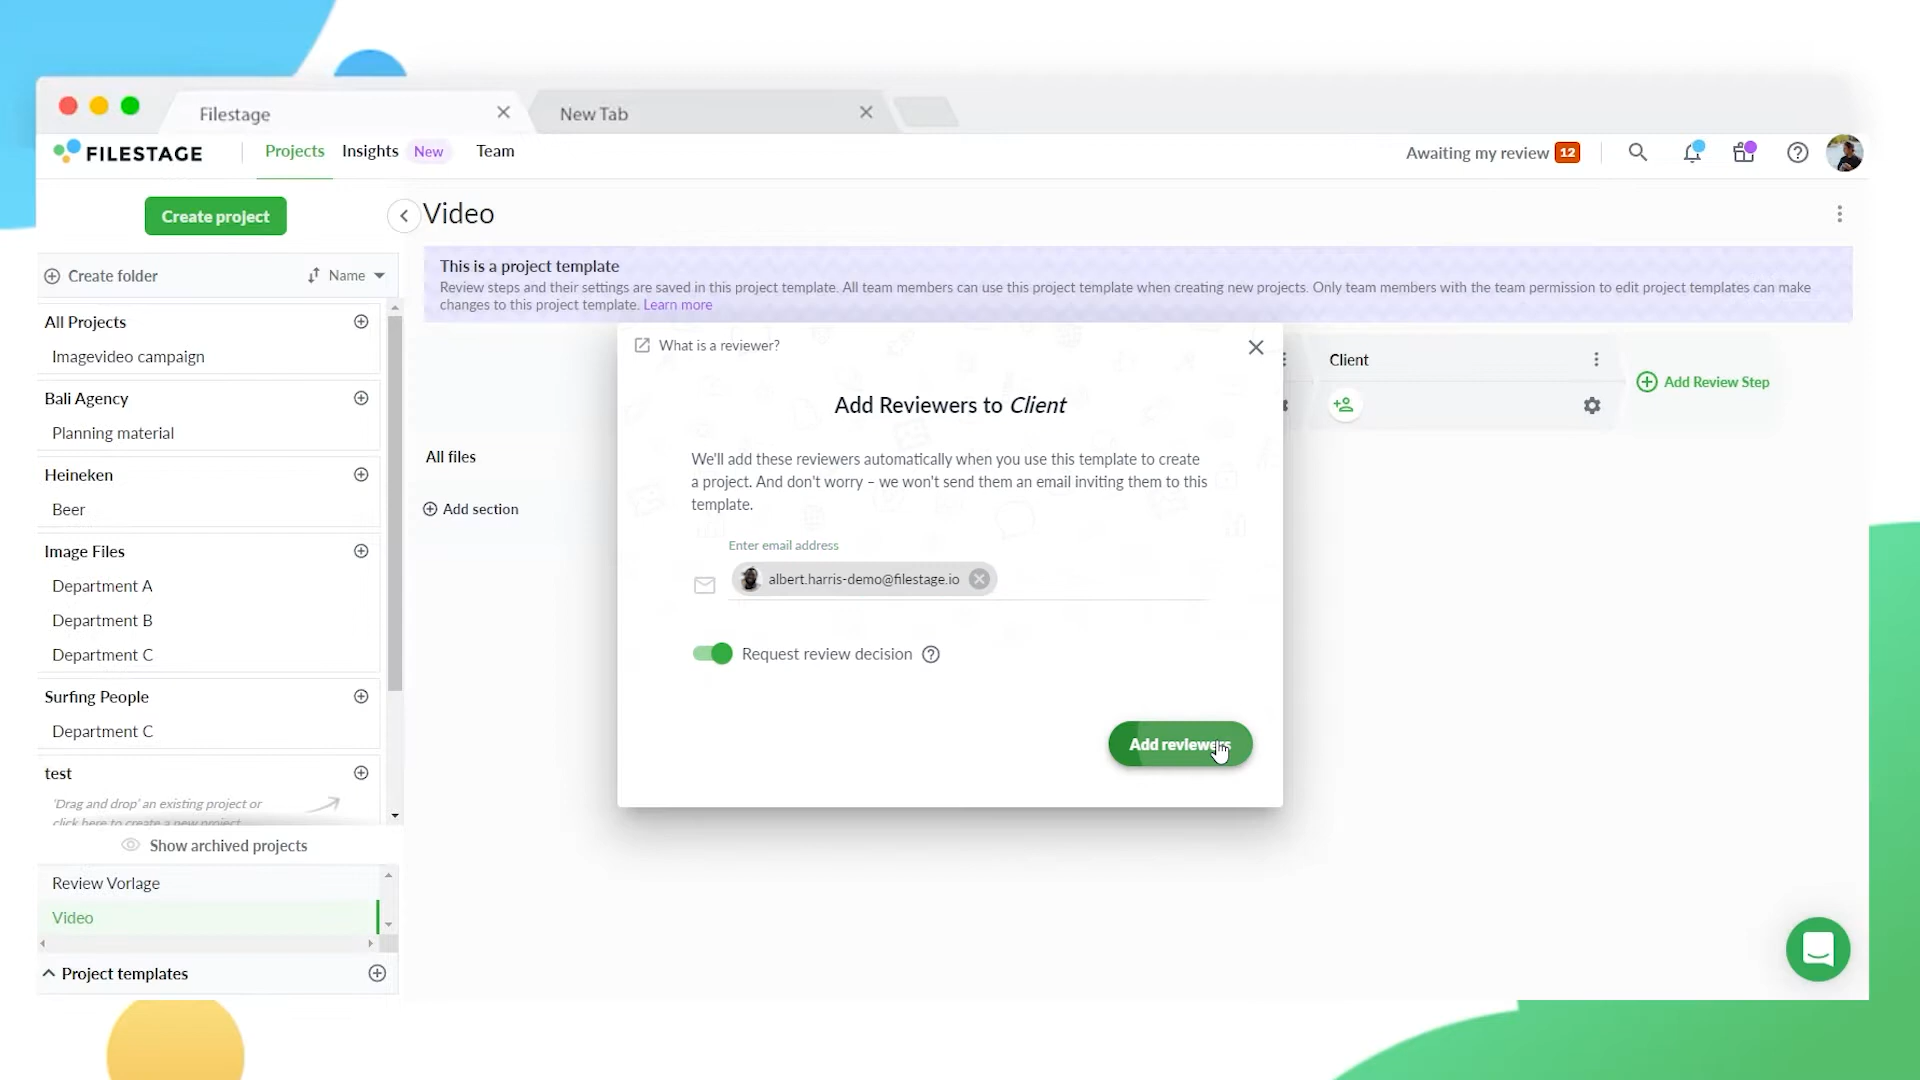 Filestage
New Tab
FILESTAGE
Projects
Insights
New
Team
Awaiting my review
12
Create project
Video
Create folder
Name
This is a project template
Review steps and their settings are saved in this project template. All team members can use this project template when creating new projects. Only team members with the team permission to edit project templates can make
changes to this project template. Learn more
All Projects
Imagevideo campaign
Bali Agency
Planning material
Heineken
Beer
Image Files
Department A
Department B
Department C
Surfing People
Department C
test
'Drag and drop' an existing project or
click here to create a new project
Show archived projects
Review Vorlage
Video
Project templates
All files
Add section
What is a reviewer?
Add Reviewers to Client
We'll add these reviewers automatically when you use this template to create
a project. And don't worry – we won't send them an email inviting them to this
template.
Enter email address
albert.harris-demo@filestage.io
Request review decision
Add reviewers
Client
Add Review Step